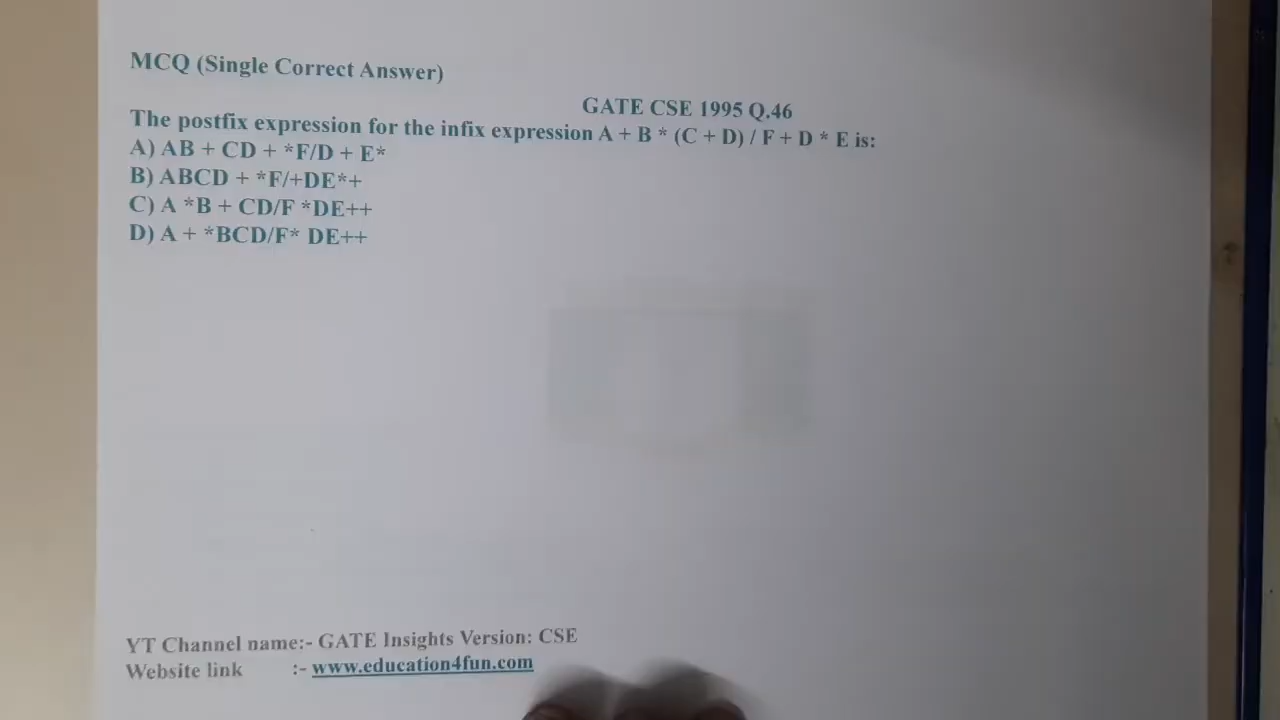 MCQ (Single Correct Answer)
GATE CSE 1995 Q.46
The postfix expression for the infix expression A + B * (C + D) / F + D * E is:
A) AB + CD + *F/D + E*
B) ABCD + *F/+DE*+
C) A *B + CD/F *DE++
D) A + *BCD/F* DE++
YT Channel name:- GATE Insights Version: CSE
Website link :- www.education4fun.com